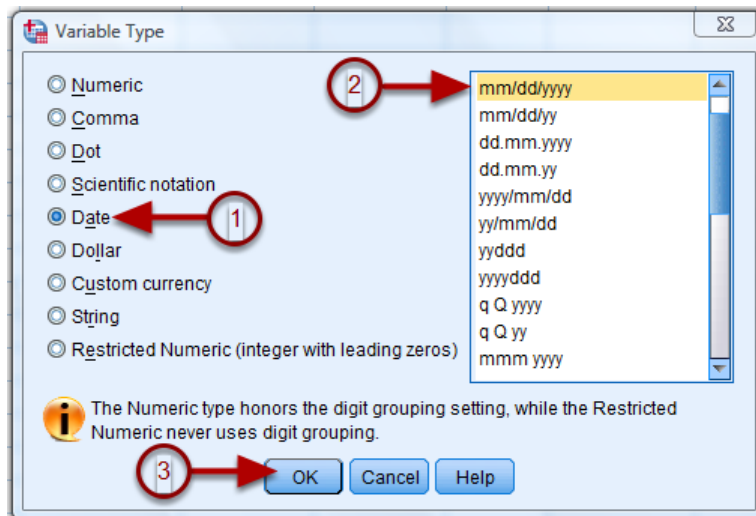 Variable Type
Numeric
Comma
Dot
Scientific notation
Date
Dollar
Custom currency
String
Restricted Numeric (integer with leading zeros)
1
2
mm/dd/yyyy
mm/dd/yy
dd.mm.yyyy
dd.mm.yy
yyyy/mm/dd
yy/mm/dd
yyddd
yyyyddd
q Q yyyy
q Q yy
mmm yyyy
The Numeric type honors the digit grouping setting, while the Restricted
Numeric never uses digit grouping.
3
OK
Cancel
Help